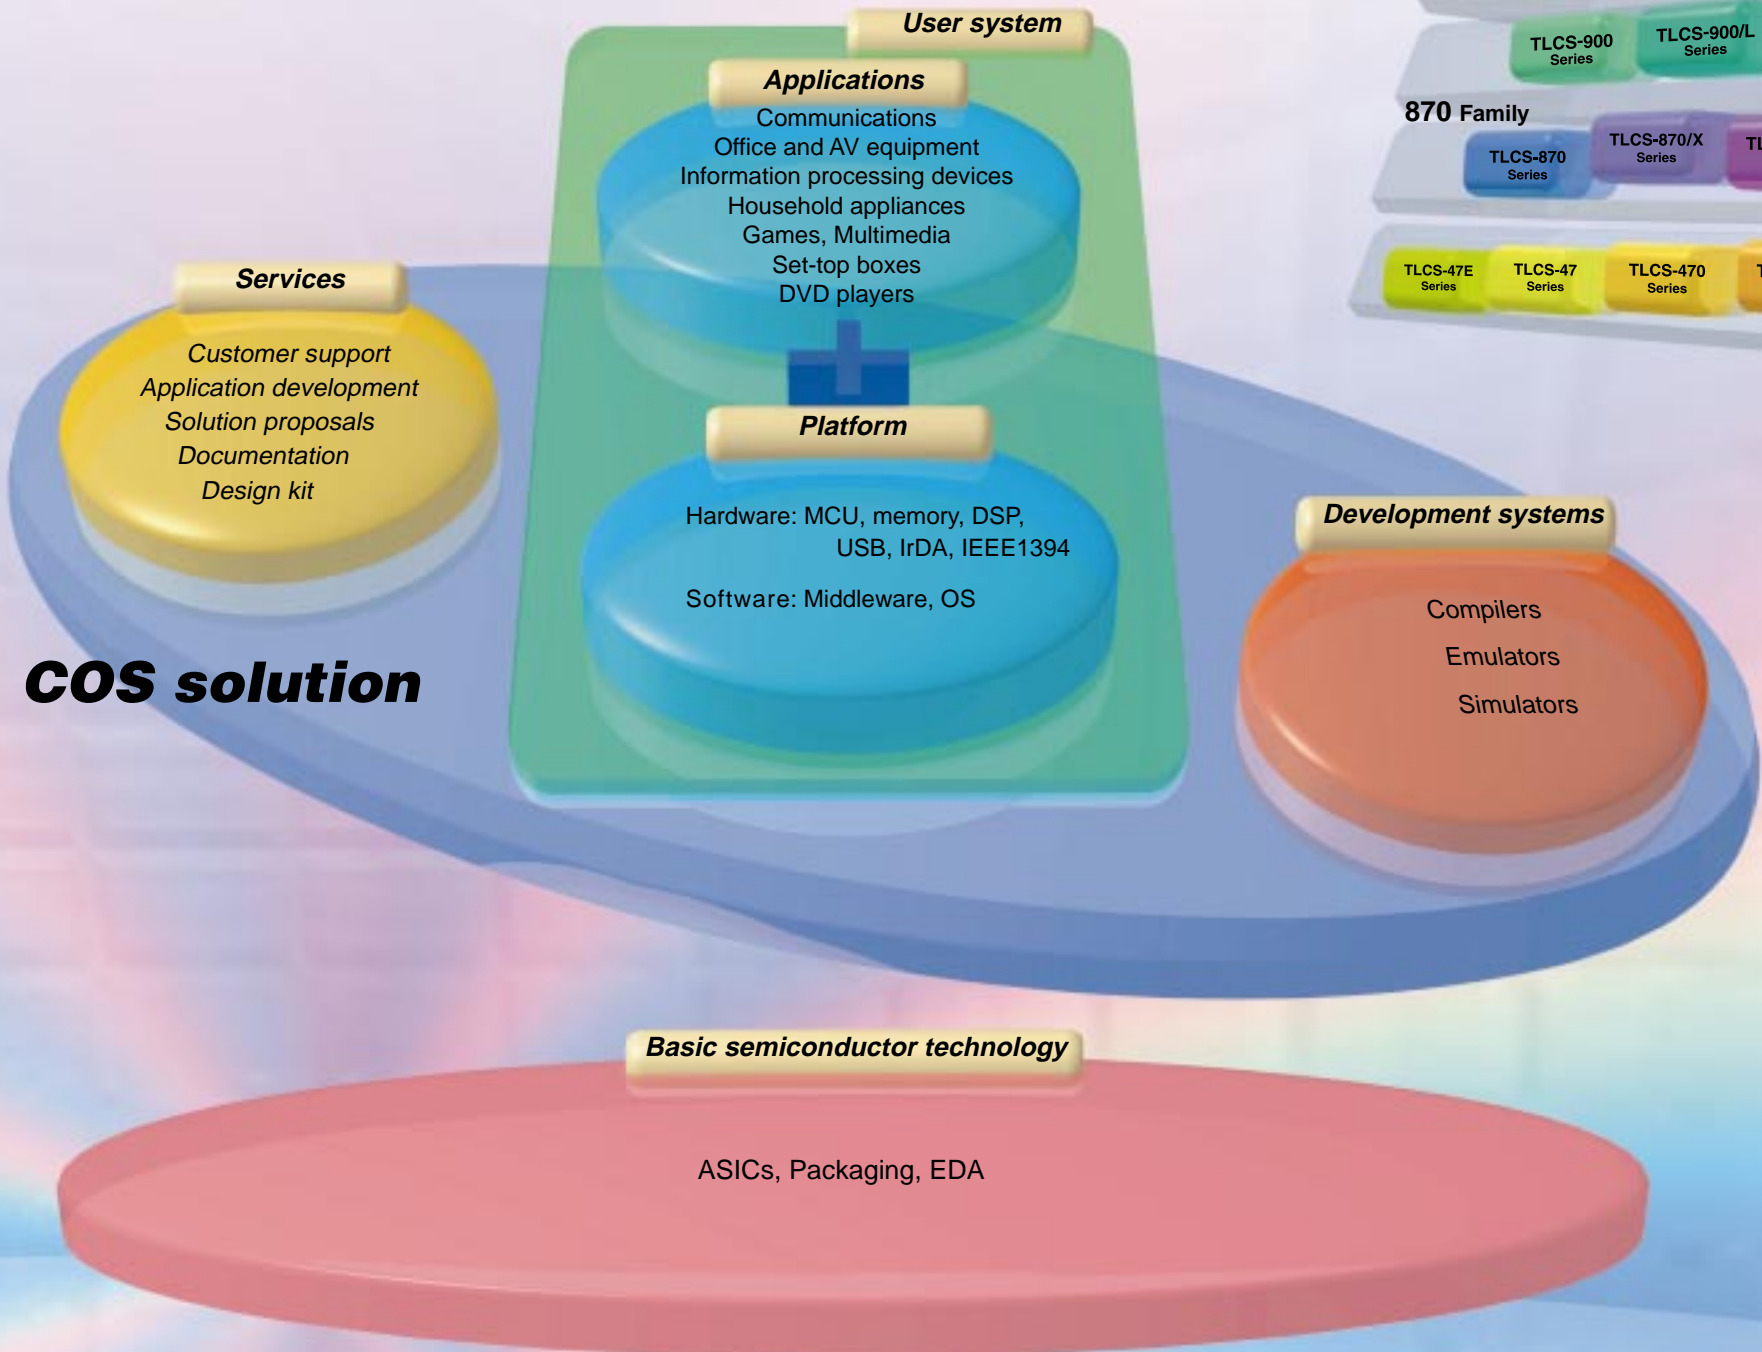 User system
Applications
Communications
Office and AV equipment
Information processing devices
Household appliances
Games, Multimedia
Set-top boxes
DVD players
Services
Customer support
Application development
Solution proposals
Documentation
Design kit
Platform
Hardware: MCU, memory, DSP,
USB, IrDA, IEEE1394
Software: Middleware, OS
Development systems
Compilers
Emulators
Simulators
COS solution
Basic semiconductor technology
ASICs, Packaging, EDA
TLCS-900
Series
TLCS-900/L
Series
870 Family
TLCS-870
Series
TLCS-870/X
Series
TLCS-47E
Series
TLCS-47
Series
TLCS-470
Series